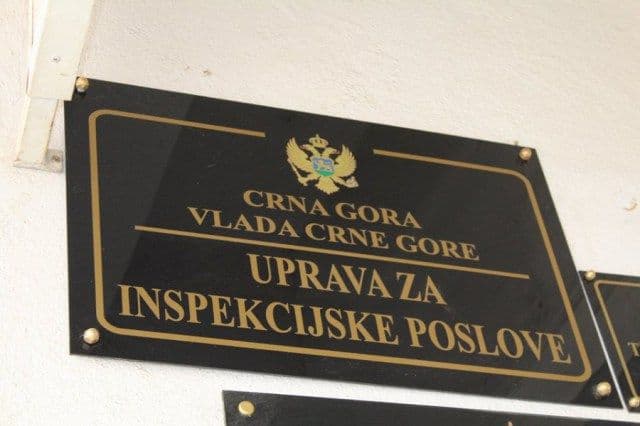 CRNA GORA
VLADA CRNE GORE
UPRAVA ZA
INSPEKCIJSKE POSLOVE